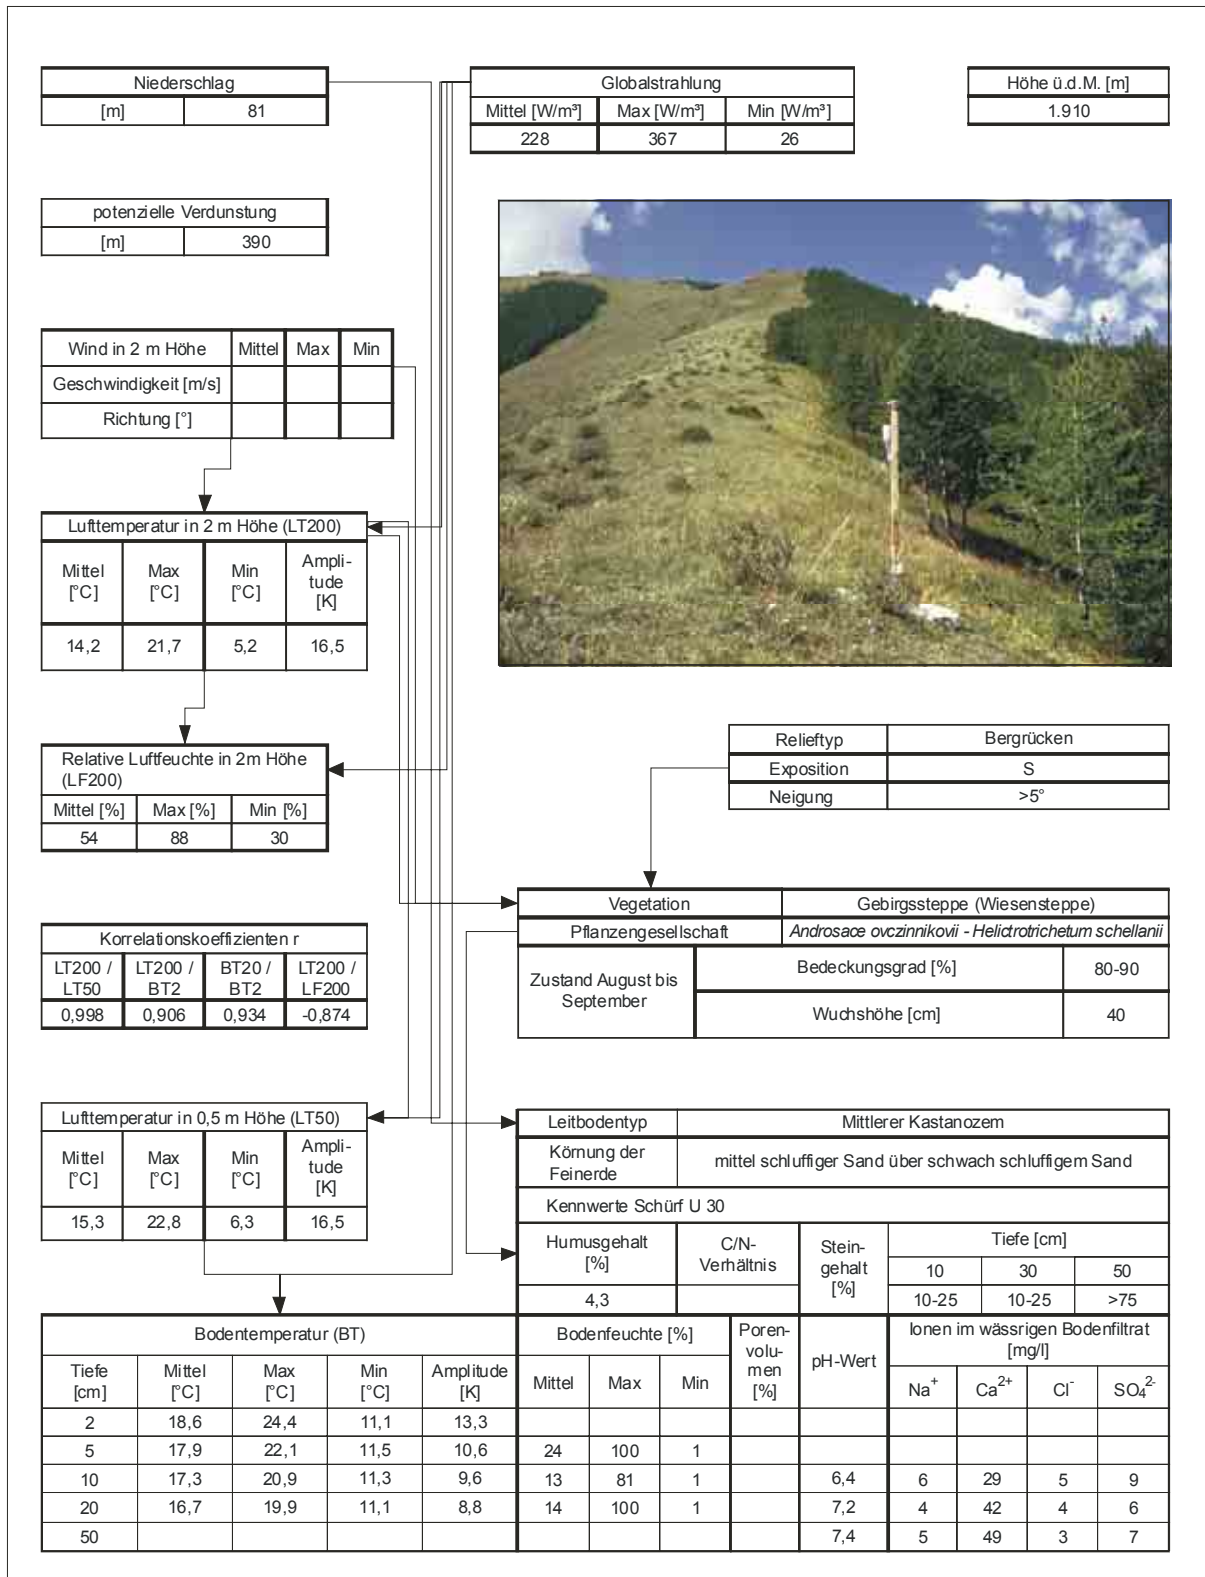 Niederschlag
[m] 81
Globalstrahlung
Mittel [W/m³] Max [W/m³] Min [W/m³]
228 367 26
Höhe ü.d.M. [m]
1.910
potenzielle Verdunstung
[m] 390
Wind in 2 m Höhe Mittel Max Min
Geschwindigkeit [m/s]
Richtung [°]
Lufttemperatur in 2 m Höhe (LT200)
Mittel [°C] Max [°C] Min [°C] Ampli-
tude [K]
14,2 21,7 5,2 16,5
Relative Luftfeuchte in 2m Höhe
(LF200)
Mittel [%] Max [%] Min [%]
54 88 30
Relieftyp Bergrücken
Exposition S
Neigung >5°
Vegetation Gebirgssteppe (Wiesensteppe)
Pflanzengesellschaft Androsace ovczinnikovii - Helictrotrichetum schellanii
Zustand August bis
September
Bedeckungsgrad [%] 80-90
Wuchshöhe [cm] 40
Korrelationskoeffizienten r
LT200 / LT50 LT200 / BT2 BT20 / BT2 LT200 / LF200
0,998 0,906 0,934 -0,874
Lufttemperatur in 0,5 m Höhe (LT50)
Mittel [°C] Max [°C] Min [°C] Ampli-
tude [K]
15,3 22,8 6,3 16,5
Leitbodentyp Mittlerer Kastanozem
Körnung der
Feinerde
mittel schluffiger Sand über schwach schluffigem Sand
Kennwerte Schürf U 30
Humusgehalt
[%]
C/N-
Verhältnis
Stein-
gehalt
[%]
Tiefe [cm]
10 30 50
4,3 10-25 10-25 >75
Bodentemperatur (BT)
Tiefe [cm] Mittel [°C] Max [°C] Min [°C] Amplitude [K]
Bodenfeuchte [%]
Mittel Max Min
Poren-
volu-
men
[%]
pH-Wert
Ionen im wässrigen Bodenfiltrat
[mg/l]
Na⁺ Ca²⁺ Cl⁻ SO₄²⁻
2 18,6 24,4 11,1 13,3
5 17,9 22,1 11,5 10,6 24 100 1
10 17,3 20,9 11,3 9,6 13 81 1 6,4 6 29 5 9
20 16,7 19,9 11,1 8,8 14 100 1 7,2 4 42 4 6
50 7,4 5 49 3 7